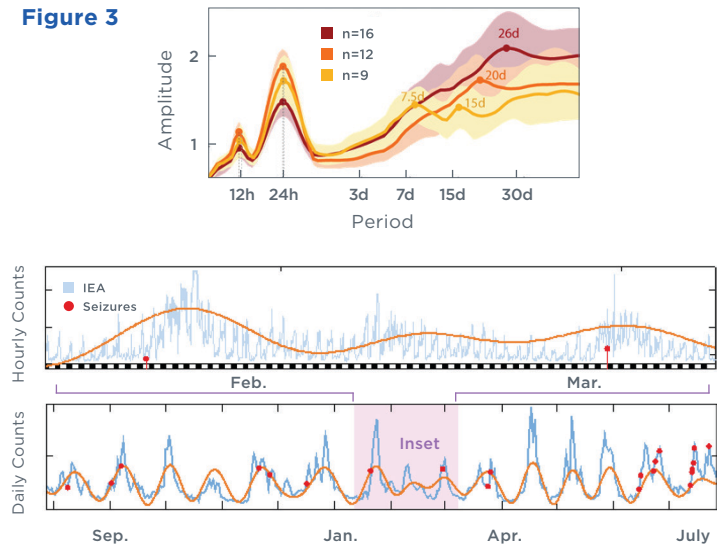 Figure 3
n=16
n=12
n=9
26d
20d
7.5d
15d
2
1
Amplitude
12h 24h 3d 7d 15d 30d
Period
IEA
Seizures
Hourly Counts
Feb. Mar.
Inset
Daily Counts
Sep. Jan. Apr. July